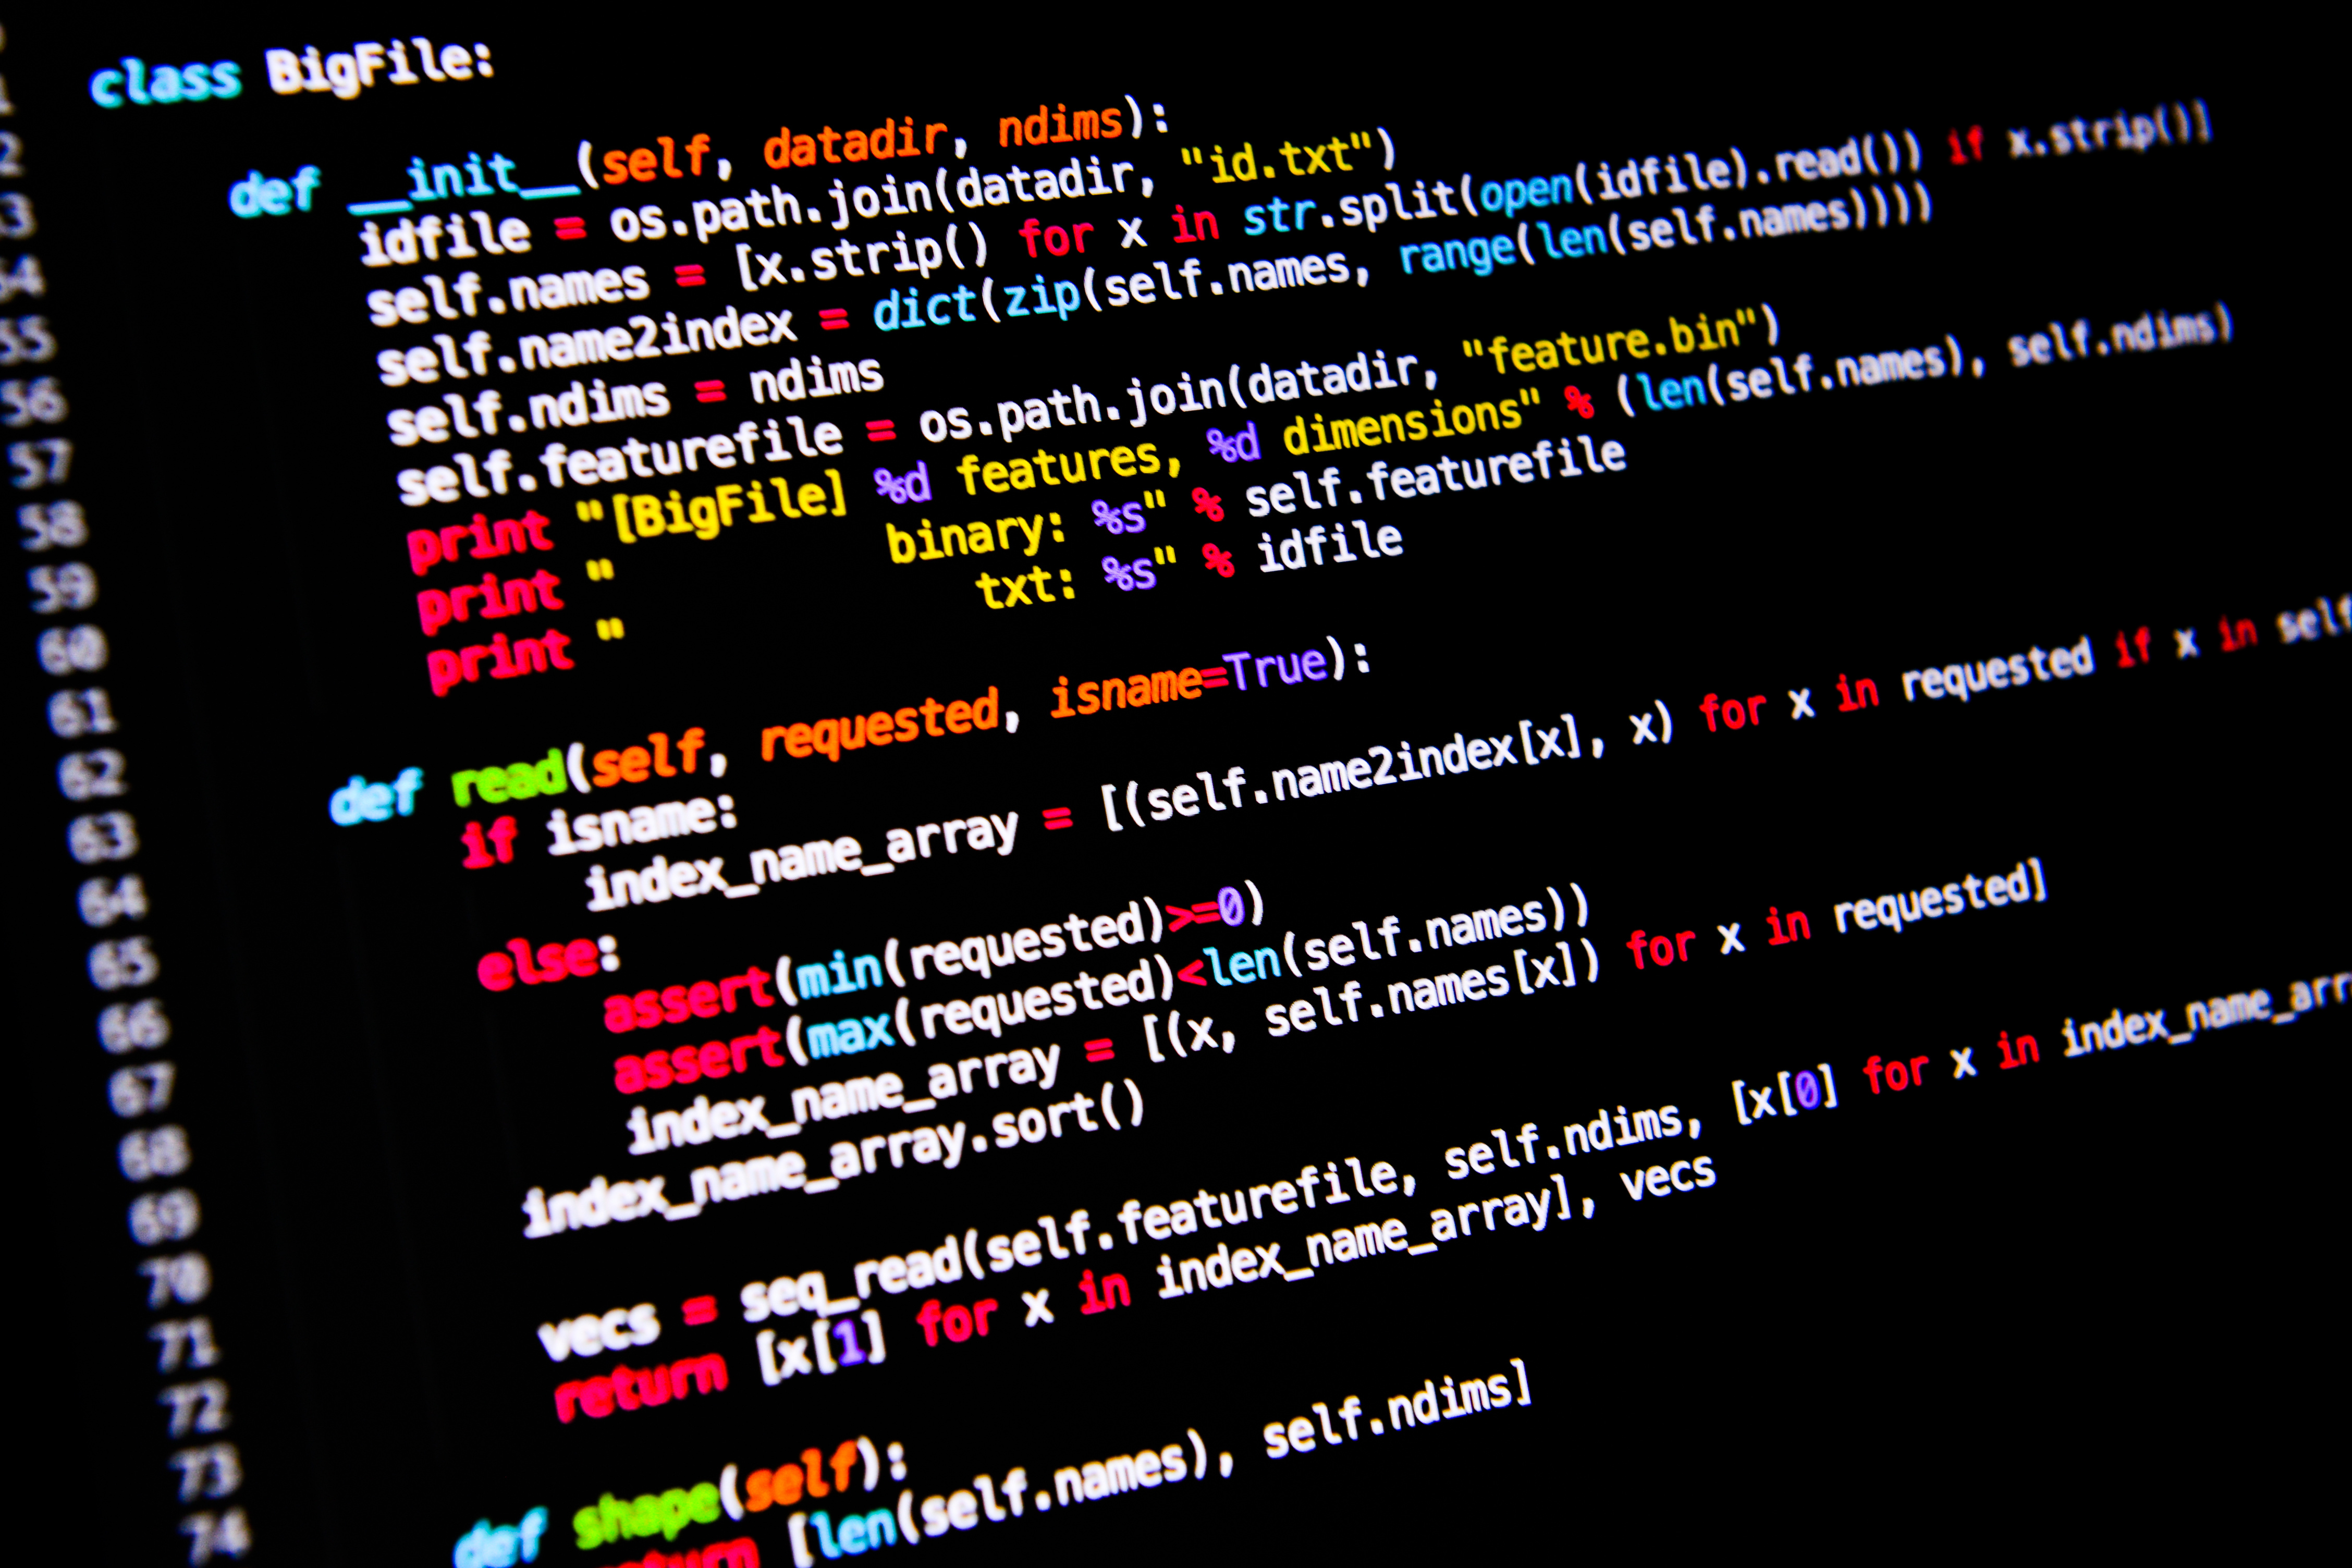 class BigFile:
def __init__(self, datadir, ndims):
52
idfile = os.path.join(datadir, "id.txt")
53
self.names = [x.strip() for x in str.split(open(idfile).read()) if x.strip()]
54
self.name2index = dict(zip(self.names, range(len(self.names))))
55
self.ndims = ndims
56
self.featurefile = os.path.join(datadir, "feature.bin")
57
print "[BigFile] %d features, %d dimensions" % (len(self.names), self.ndims)
58
print "          binary: %s" % self.featurefile
59
print "             txt: %s" % idfile
60
61
def read(self, requested, isname=True):
62
if isname:
63
index_name_array = [(self.name2index[x], x) for x in requested if x in self
64
else:
65
assert(min(requested)>=0)
66
assert(max(requested)<len(self.names))
67
index_name_array = [(x, self.names[x]) for x in requested]
68
index_name_array.sort()
69
70
vecs = seq_read(self.featurefile, self.ndims, [x[0] for x in index_name_arr
71
return [x[1] for x in index_name_array], vecs
72
73
def shape(self):
74
return [len(self.names), self.ndims]